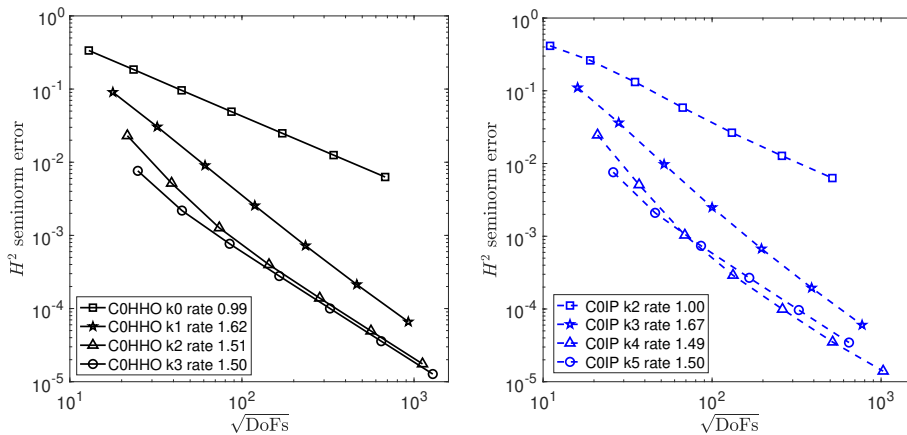 10^0
10^-1
10^-2
10^-3
10^-4
10^-5
H^2 seminorm error
C0HHO k0 rate 0.99
C0HHO k1 rate 1.62
C0HHO k2 rate 1.51
C0HHO k3 rate 1.50
10^1
10^2
10^3
√DoFs
10^0
10^-1
10^-2
10^-3
10^-4
10^-5
H^2 seminorm error
C0IP k2 rate 1.00
C0IP k3 rate 1.67
C0IP k4 rate 1.49
C0IP k5 rate 1.50
10^1
10^2
10^3
√DoFs